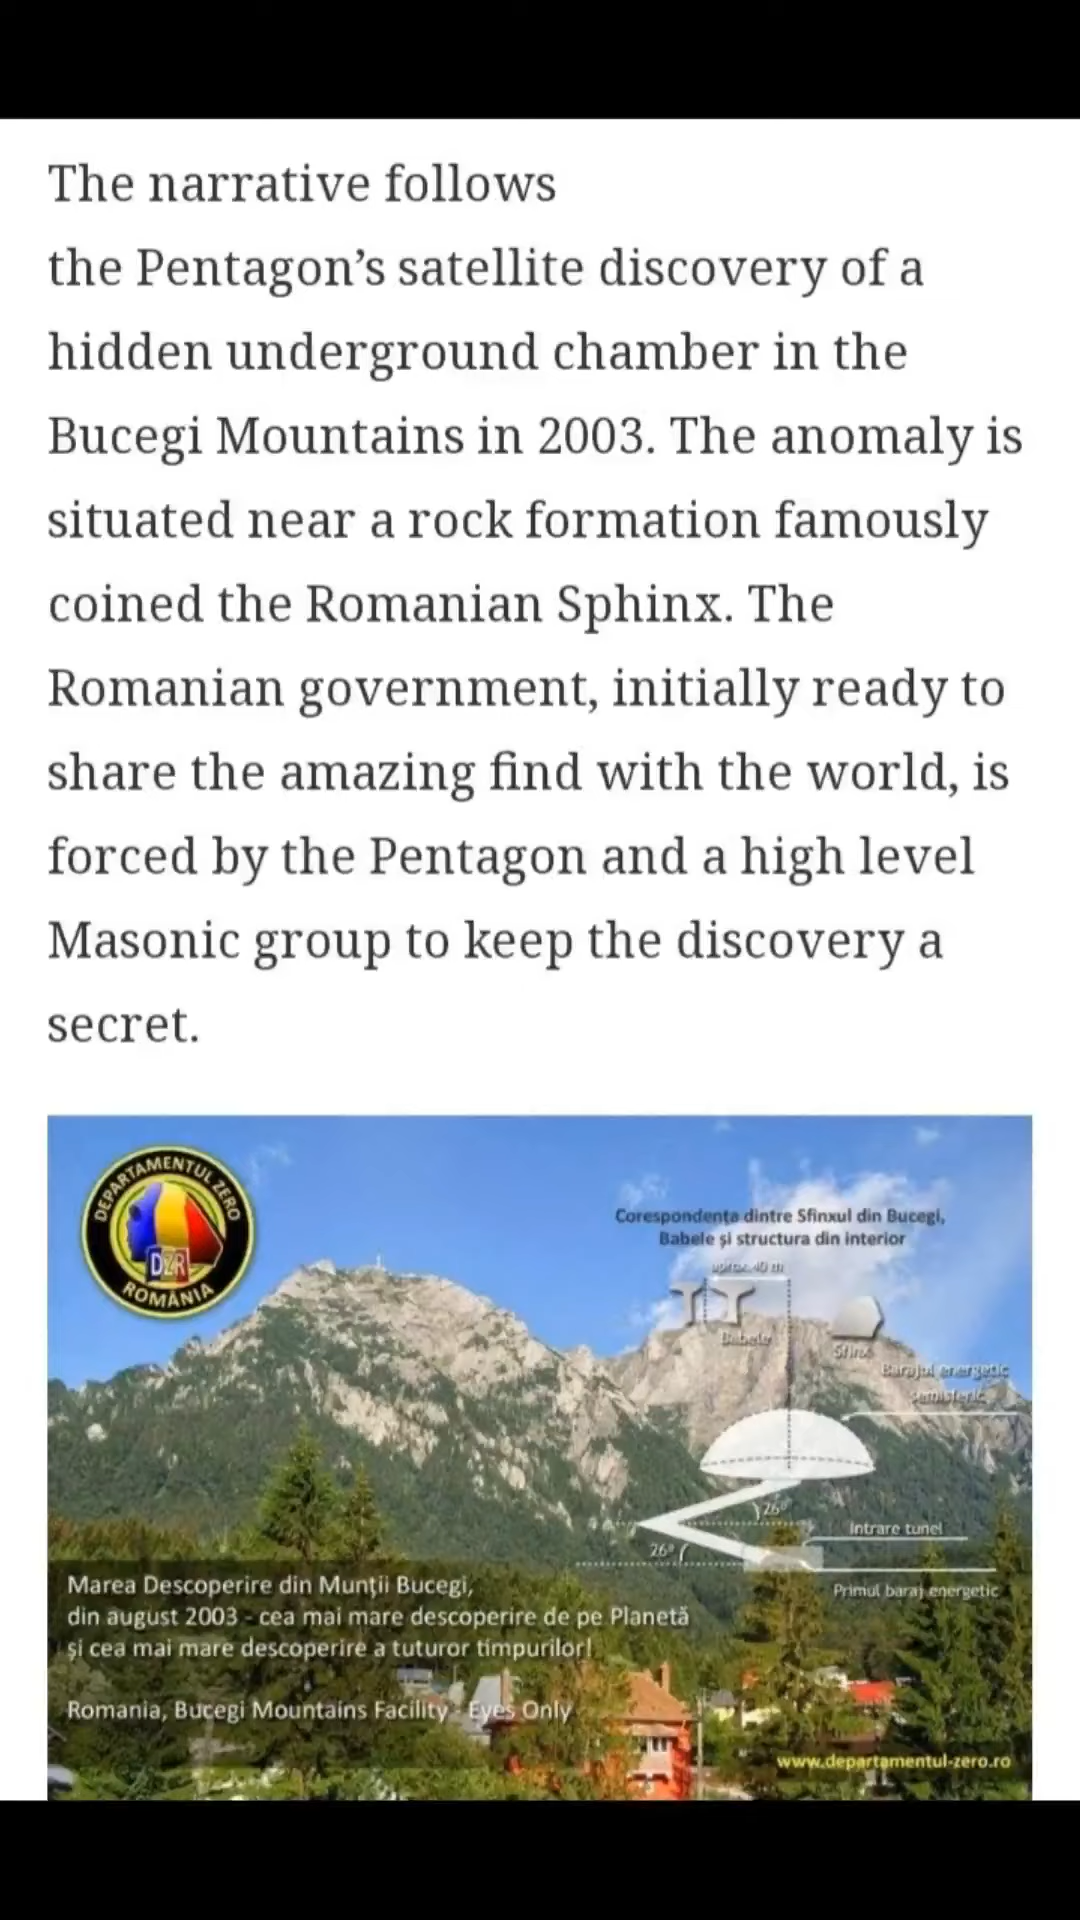 The narrative follows
the Pentagon’s satellite discovery of a
hidden underground chamber in the
Bucegi Mountains in 2003. The anomaly is
situated near a rock formation famously
coined the Romanian Sphinx. The
Romanian government, initially ready to
share the amazing find with the world, is
forced by the Pentagon and a high level
Masonic group to keep the discovery a
secret.
DEPARTAMENTUL ZERO
DZR
ROMÂNIA
Corespondența dintre Sfinxul din Bucegi,
Babele și structura din interior
aprox. 40 m
Babele
Sfinx
Barajul energetic
semisferic
26°
Intrare tunel
26°
Primul baraj energetic
Marea Descoperire din Munții Bucegi,
din august 2003 - cea mai mare descoperire de pe Planetă
și cea mai mare descoperire a tuturor timpurilor!
Romania, Bucegi Mountains Facility - Eyes Only
www.departamentul-zero.ro